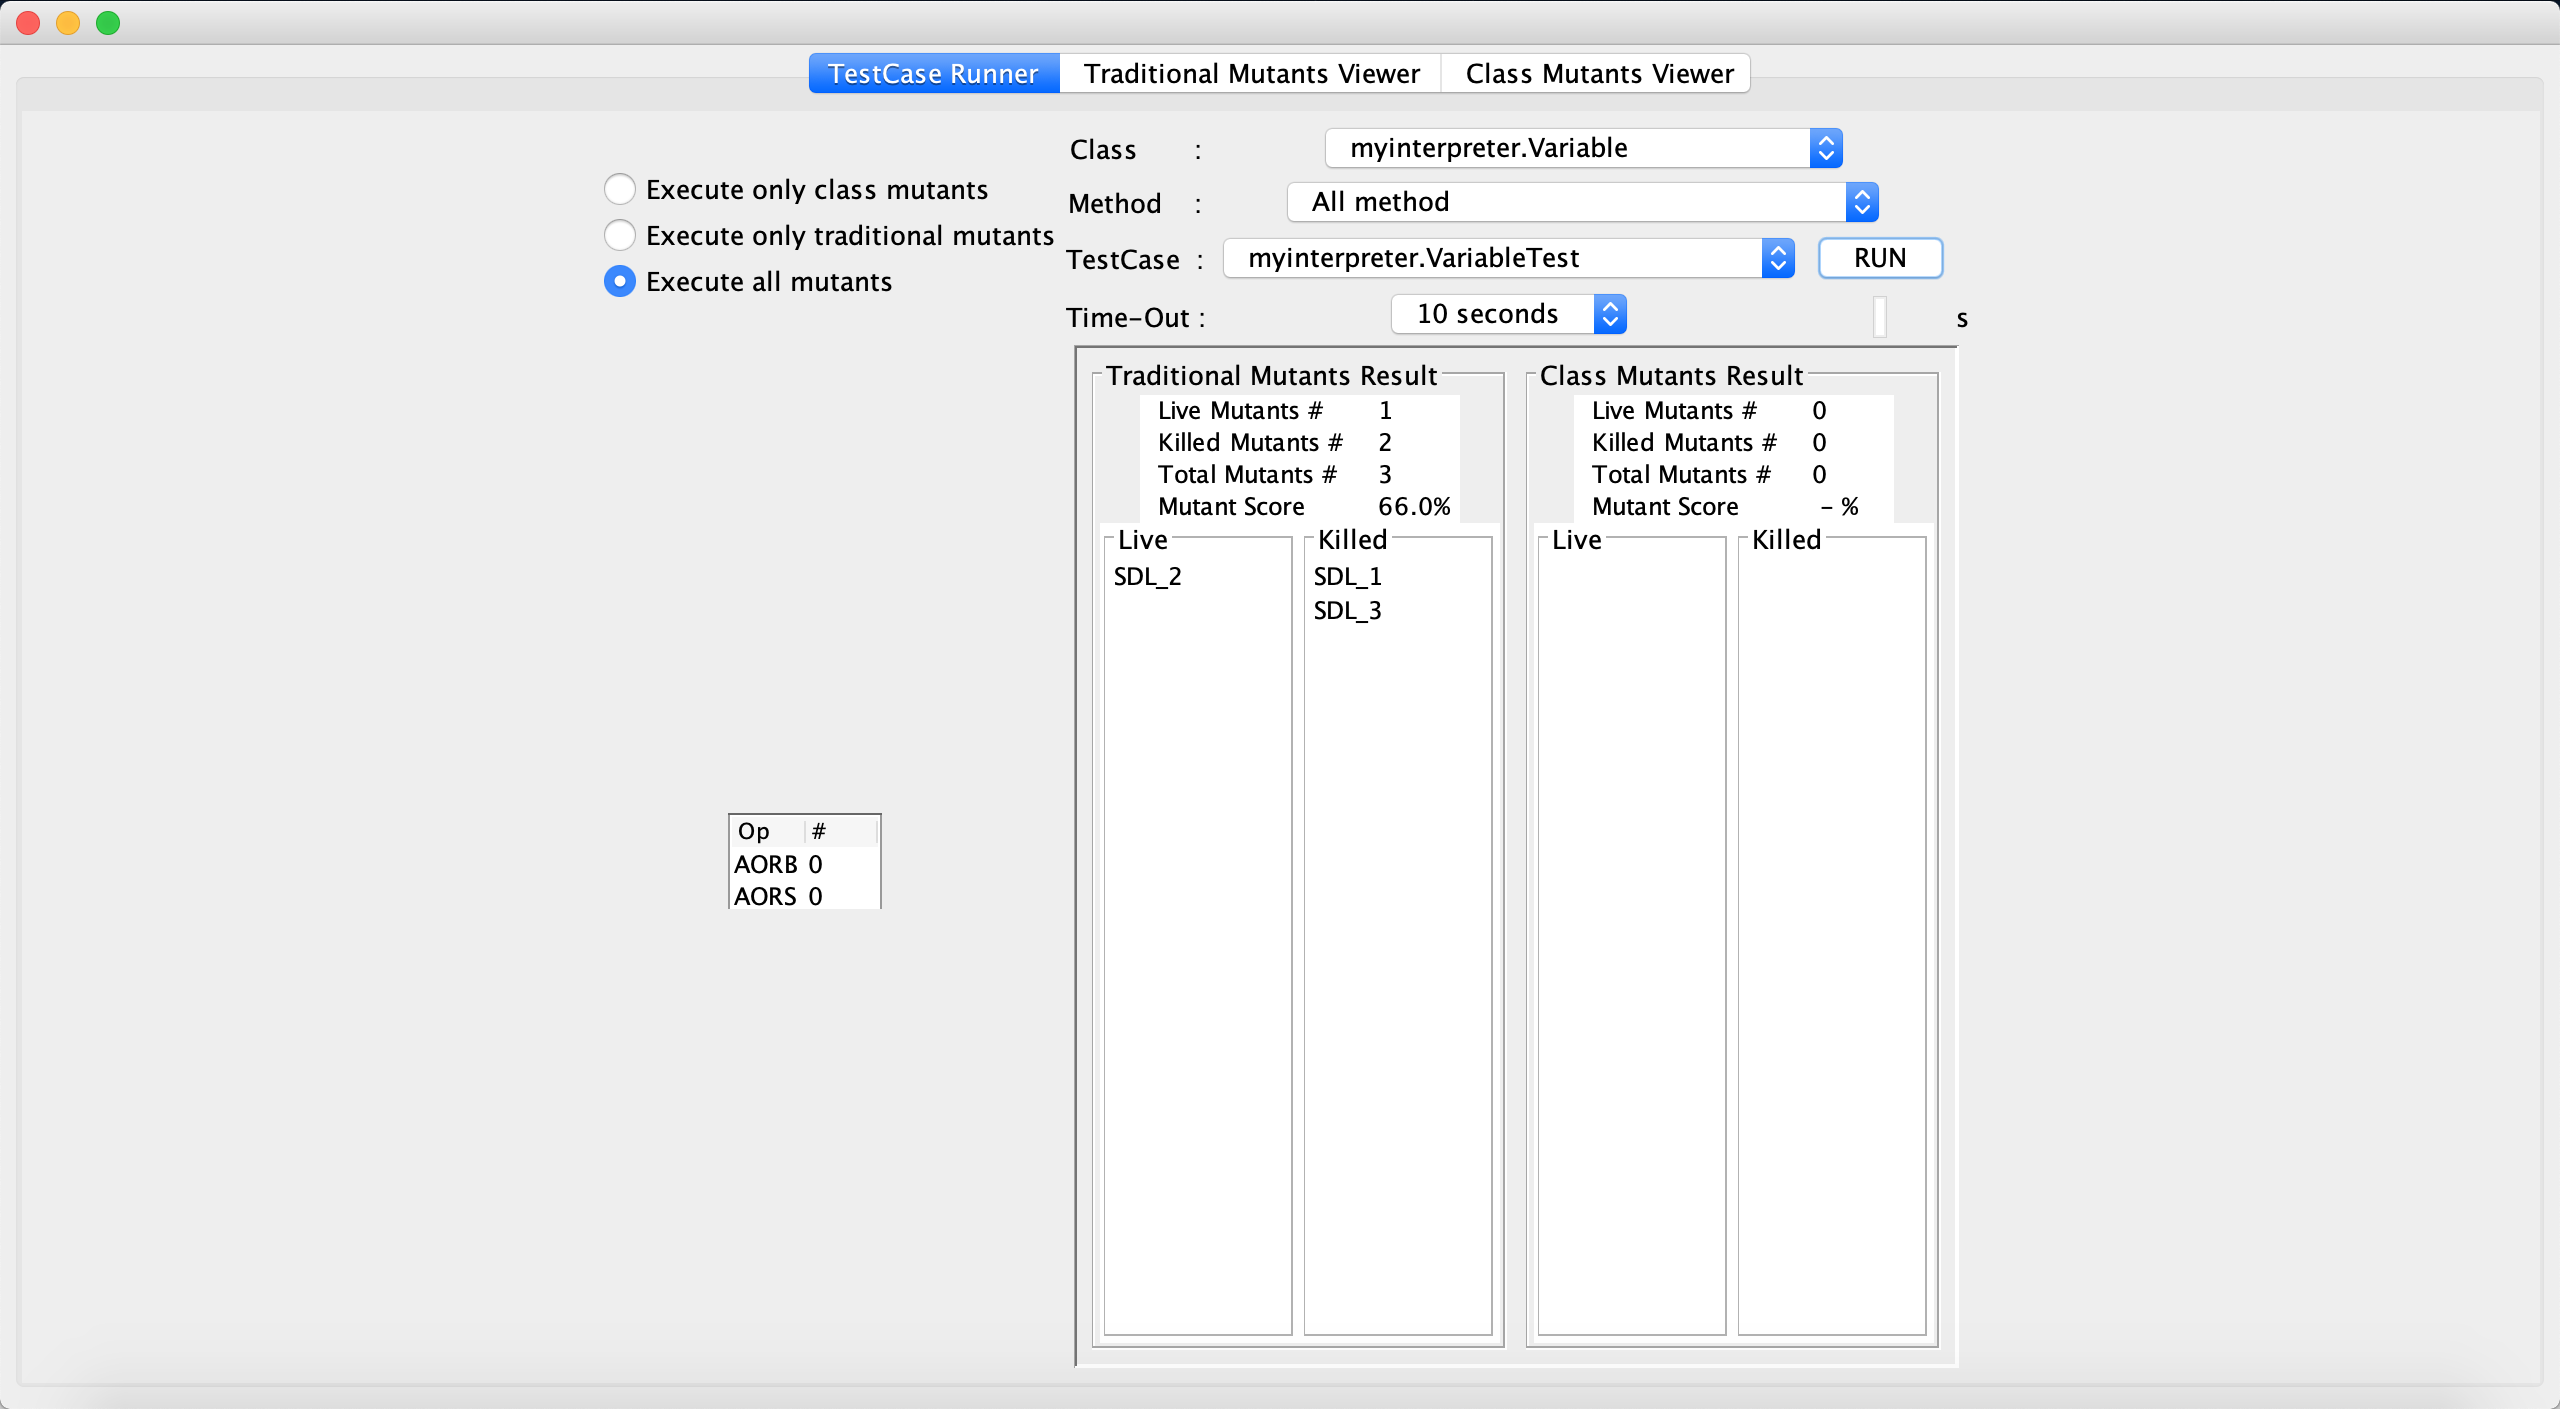 TestCase Runner Traditional Mutants Viewer Class Mutants Viewer
Execute only class mutants
Execute only traditional mutants
Execute all mutants
Class : myinterpreter.Variable
Method : All method
TestCase : myinterpreter.VariableTest RUN
Time-Out : 10 seconds s
Traditional Mutants Result
Live Mutants # 1
Killed Mutants # 2
Total Mutants # 3
Mutant Score 66.0%
Live
SDL_2
Killed
SDL_1
SDL_3
Class Mutants Result
Live Mutants # 0
Killed Mutants # 0
Total Mutants # 0
Mutant Score - %
Live
Killed
Op #
AORB 0
AORS 0